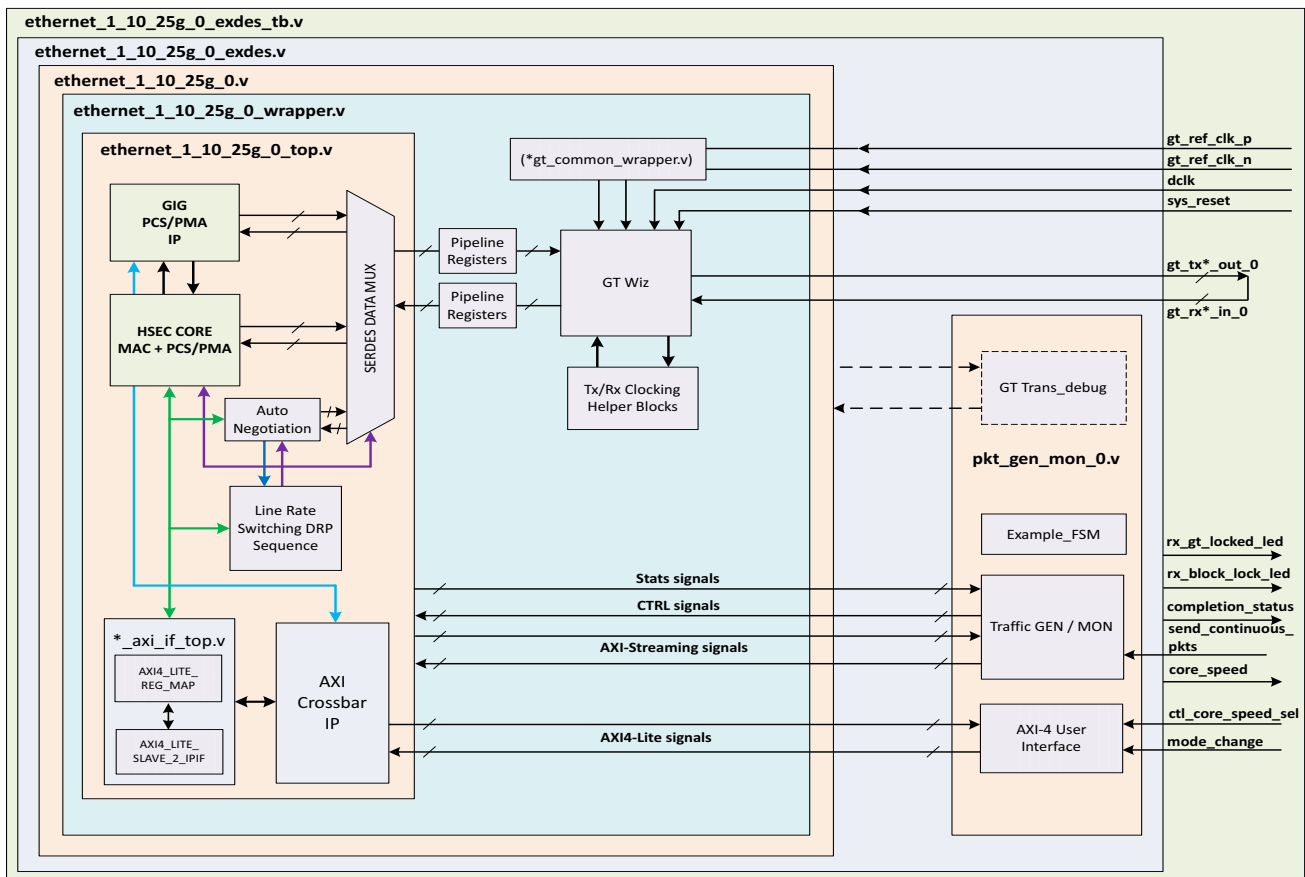 ethernet_1_10_25g_0_exdes_tb.v
ethernet_1_10_25g_0_exdes.v
ethernet_1_10_25g_0.v
ethernet_1_10_25g_0_wrapper.v
ethernet_1_10_25g_0_top.v
GIG
PCS/PMA
IP
HSEC CORE
MAC + PCS/PMA
SERDES DATA MUX
Auto
Negotiation
Line Rate
Switching DRP
Sequence
*_axi_if_top.v
AXI4_LITE_
REG_MAP
AXI4_LITE_
SLAVE_2_IPIF
AXI
Crossbar
IP
Pipeline
Registers
Pipeline
Registers
(*gt_common_wrapper.v)
GT Wiz
Tx/Rx Clocking
Helper Blocks
Stats signals
CTRL signals
AXI-Streaming signals
AXI4-Lite signals
GT Trans_debug
pkt_gen_mon_0.v
Example_FSM
Traffic GEN / MON
AXI-4 User
Interface
gt_ref_clk_p
gt_ref_clk_n
dclk
sys_reset
gt_tx*_out_0
gt_rx*_in_0
rx_gt_locked_led
rx_block_lock_led
completion_status
send_continuous_
pkts
core_speed
ctl_core_speed_sel
mode_change